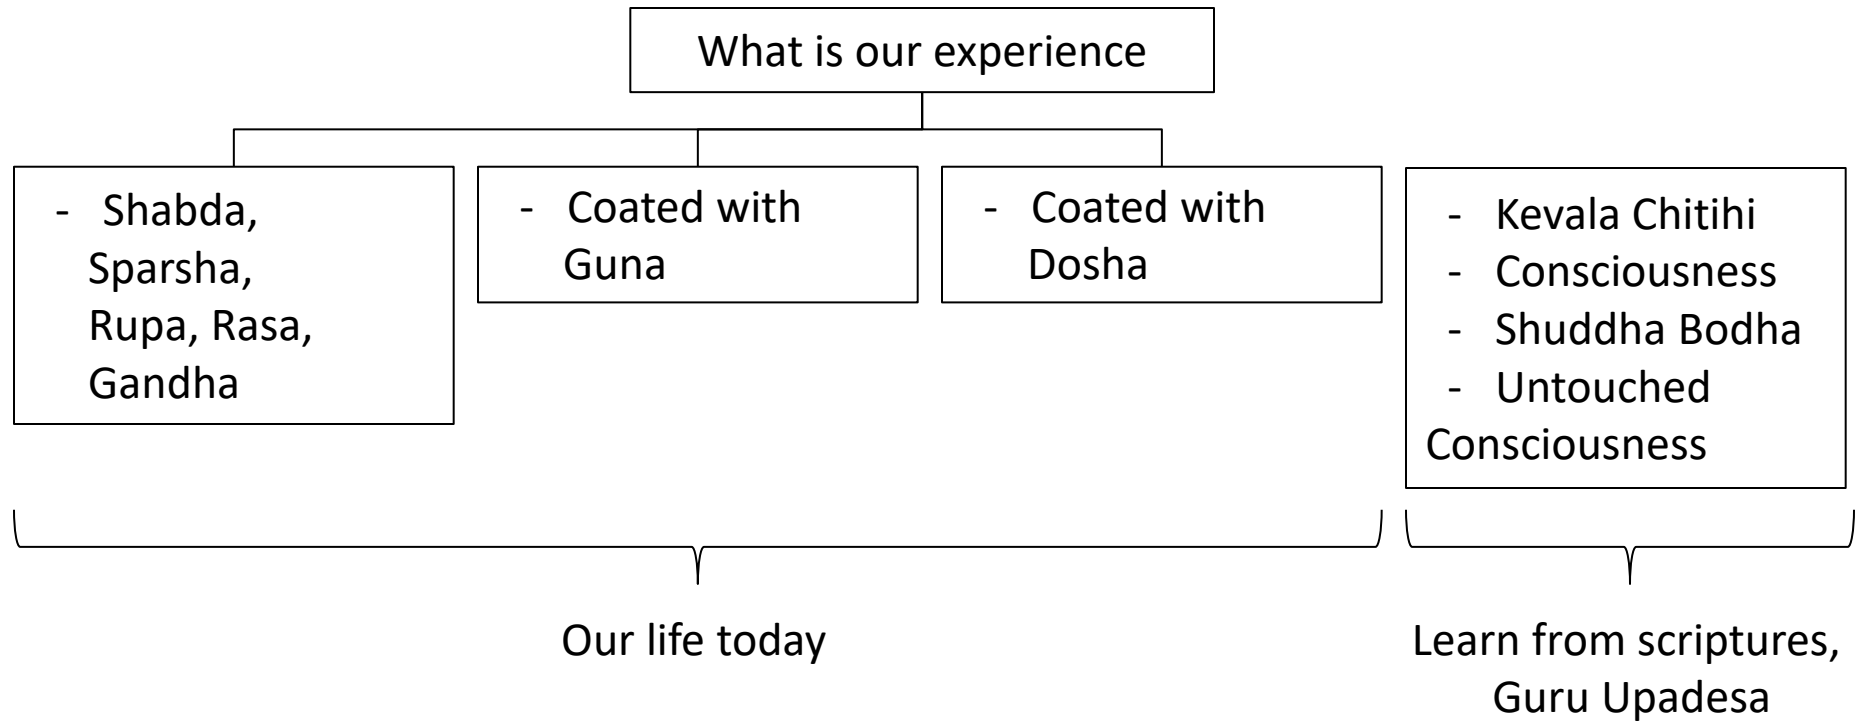 What is our experience
- Shabda,
Sparsha,
Rupa, Rasa,
Gandha
- Coated with
Guna
- Coated with
Dosha
- Kevala Chitihi
- Consciousness
- Shuddha Bodha
- Untouched
Consciousness
Our life today
Learn from scriptures,
Guru Upadesa